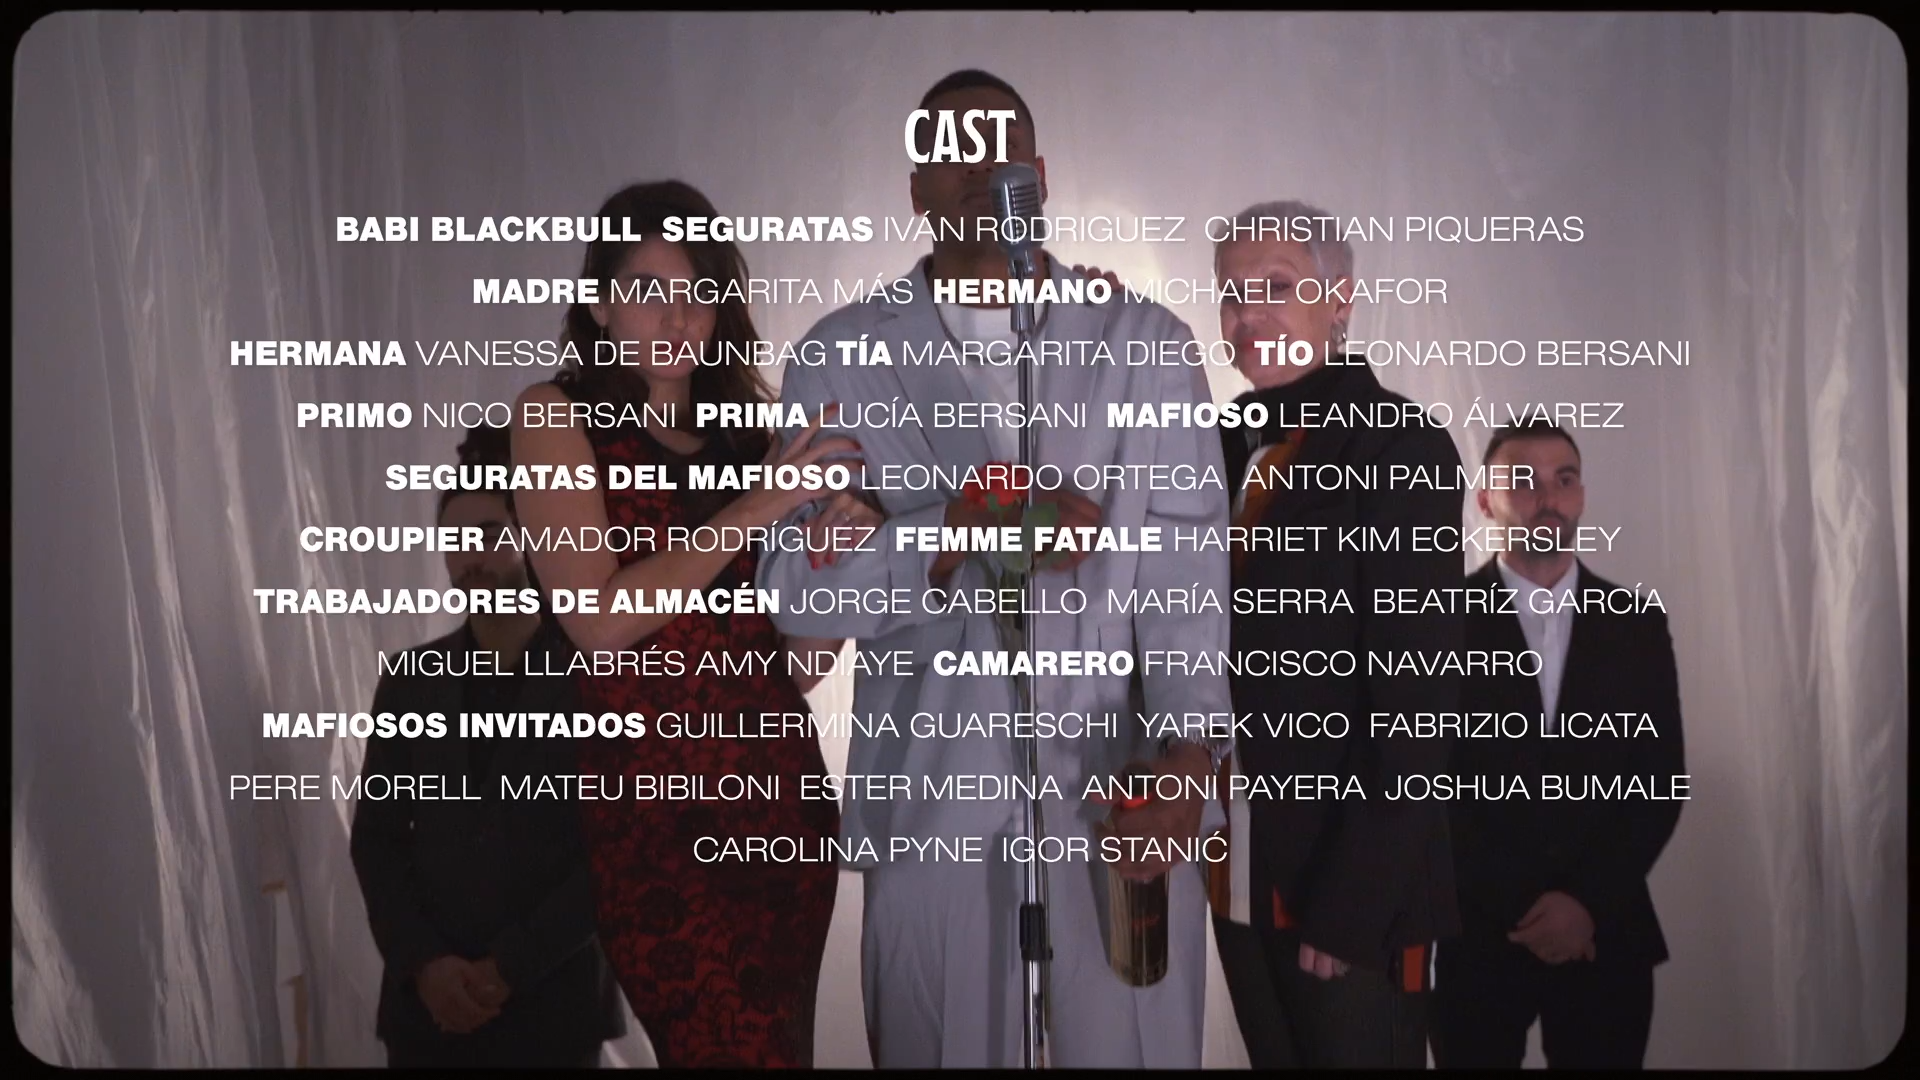 CAST
BABI BLACKBULL SEGURATAS IVÁN RODRIGUEZ CHRISTIAN PIQUERAS
MADRE MARGARITA MÁS HERMANO MICHAEL OKAFOR
HERMANA VANESSA DE BAUNBAG TÍA MARGARITA DIEGO TÍO LEONARDO BERSANI
PRIMO NICO BERSANI PRIMA LUCÍA BERSANI MAFIOSO LEANDRO ÁLVAREZ
SEGURATAS DEL MAFIOSO LEONARDO ORTEGA ANTONI PALMER
CROUPIER AMADOR RODRÍGUEZ FEMME FATALE HARRIET KIM ECKERSLEY
TRABAJADORES DE ALMACÉN JORGE CABELLO MARÍA SERRA BEATRÍZ GARCÍA
MIGUEL LLABRÉS AMY NDIAYE CAMARERO FRANCISCO NAVARRO
MAFIOSOS INVITADOS GUILLERMINA GUARESCHI YAREK VICO FABRIZIO LICATA
PERE MORELL MATEU BIBILONI ESTER MEDINA ANTONI PAYERA JOSHUA BUMALE
CAROLINA PYNE IGOR STANIĆ